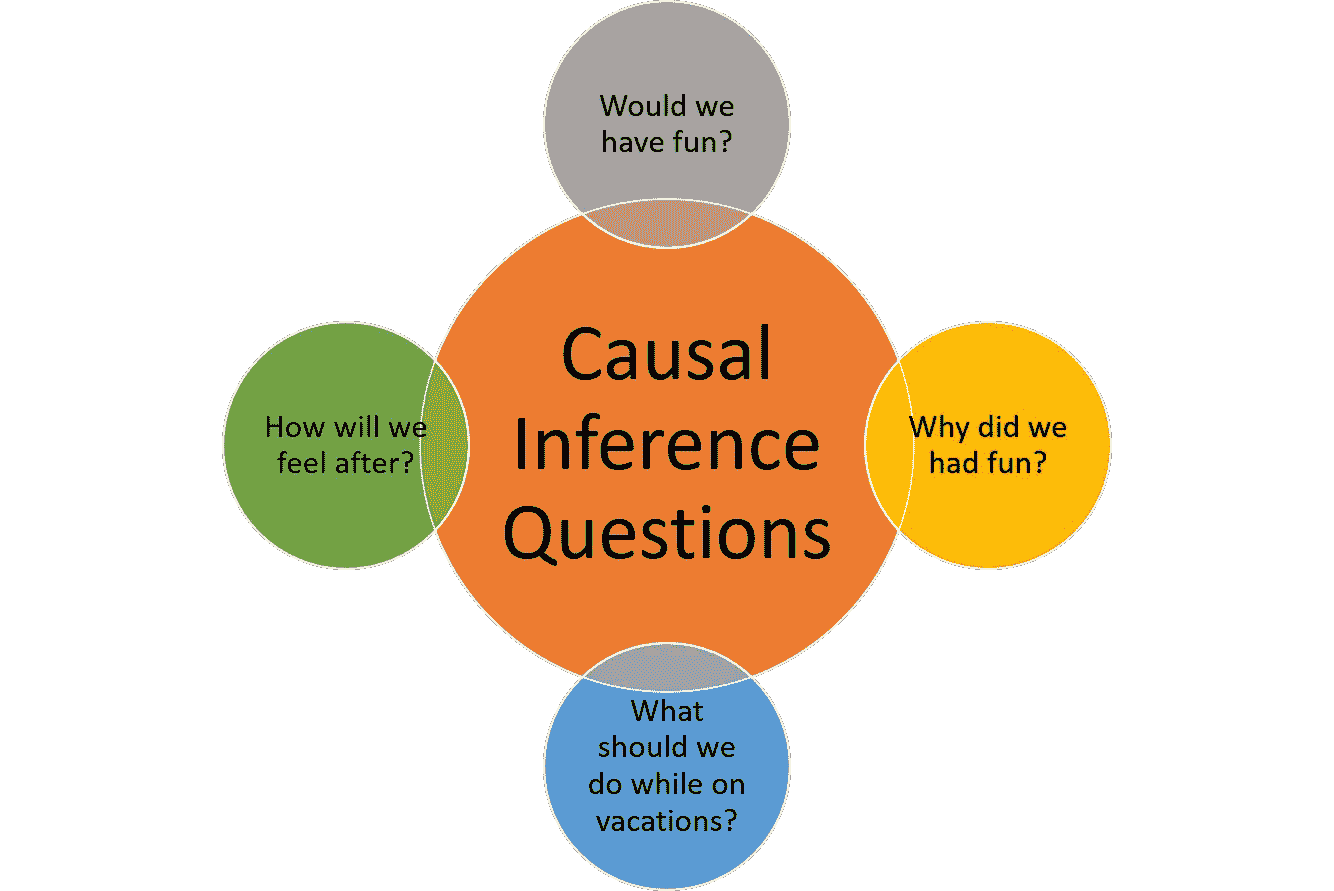 Would we
have fun?
How will we
feel after?
Causal
Inference
Questions
Why did we
had fun?
What
should we
do while on
vacations?